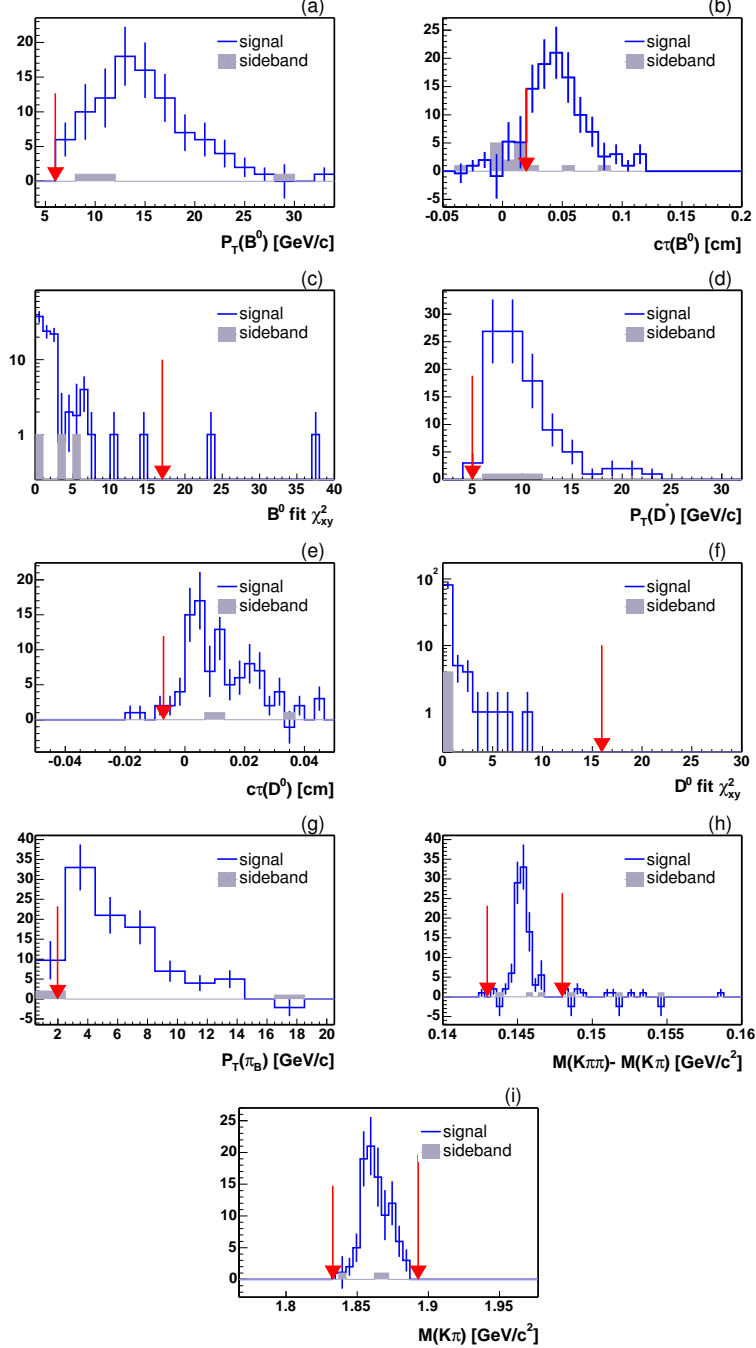 (a)
signal
sideband
20
15
10
5
0
5 10 15 20 25 30
P_T(B^0) [GeV/c]
(b)
signal
sideband
25
20
15
10
5
0
-5
-0.05 0 0.05 0.1 0.15 0.2
cτ(B^0) [cm]
(c)
signal
sideband
10
1
0 5 10 15 20 25 30 35 40
B^0 fit χ^2_xy
(d)
signal
sideband
30
25
20
15
10
5
0
5 10 15 20 25 30
P_T(D^*) [GeV/c]
(e)
signal
sideband
20
15
10
5
0
-0.04 -0.02 0 0.02 0.04
cτ(D^0) [cm]
(f)
signal
sideband
10^2
10
1
0 5 10 15 20 25 30
D^0 fit χ^2_xy
(g)
signal
sideband
40
35
30
25
20
15
10
5
0
-5
2 4 6 8 10 12 14 16 18 20
P_T(π_B) [GeV/c]
(h)
signal
sideband
40
35
30
25
20
15
10
5
0
-5
0.14 0.145 0.15 0.155 0.16
M(Kππ)- M(Kπ) [GeV/c^2]
(i)
signal
sideband
25
20
15
10
5
0
1.8 1.85 1.9 1.95
M(Kπ) [GeV/c^2]